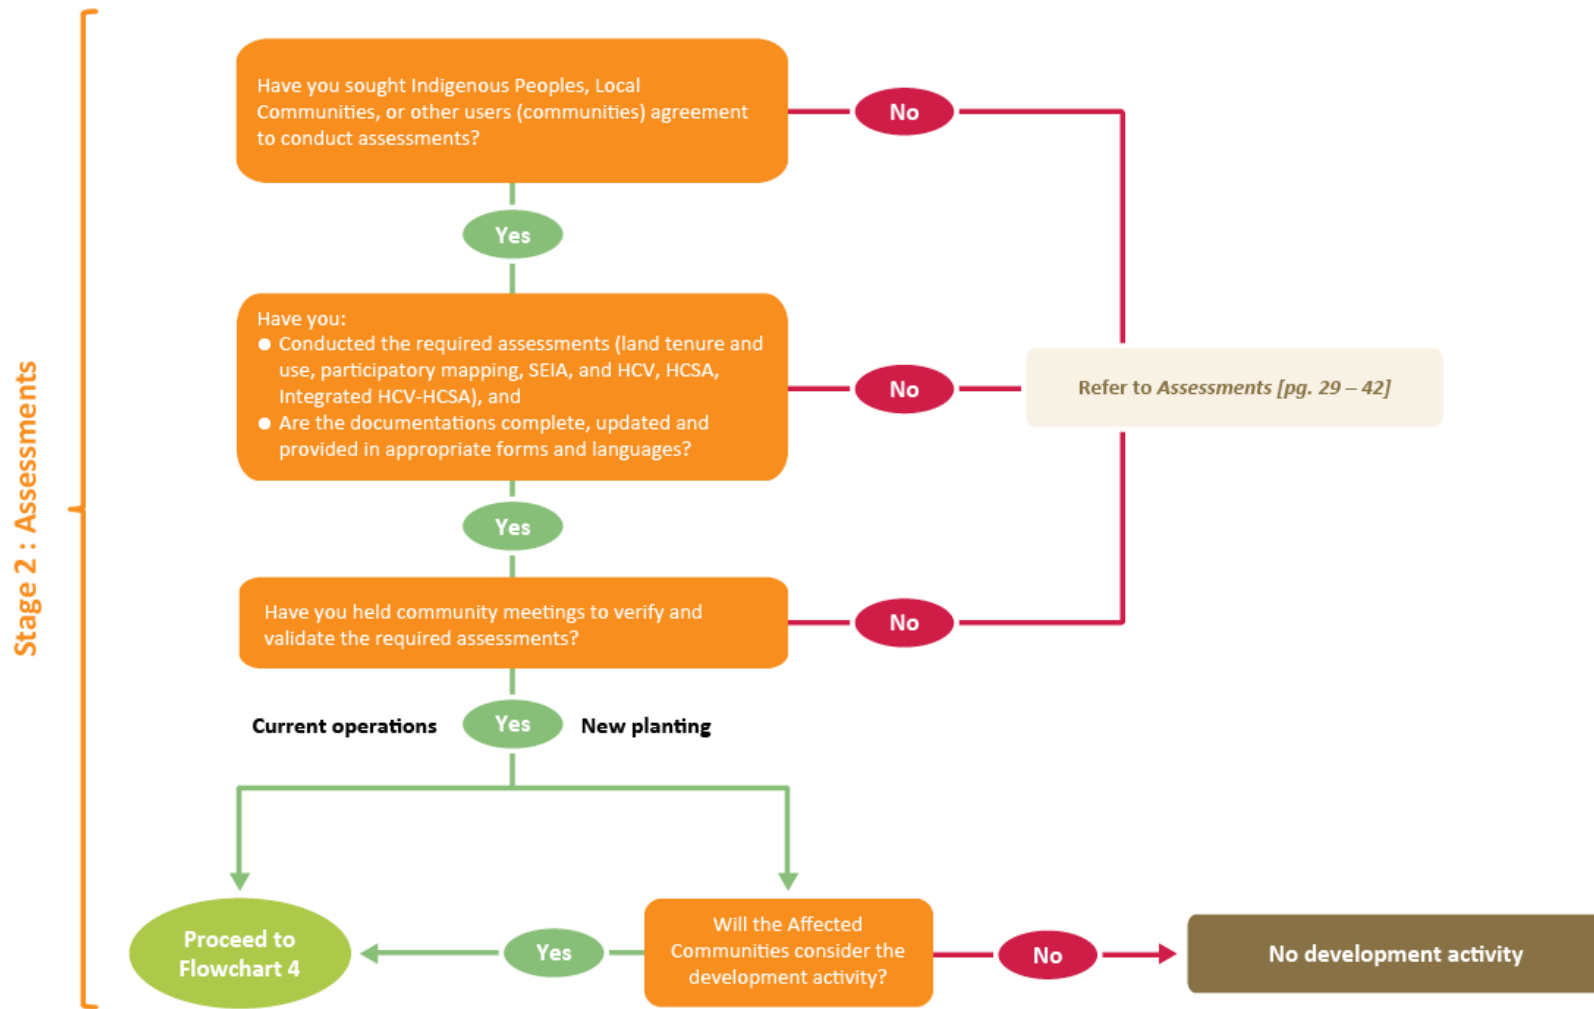 Stage 2 : Assessments
Have you sought Indigenous Peoples, Local
Communities, or other users (communities) agreement
to conduct assessments?
No
Yes
Have you:
● Conducted the required assessments (land tenure and
use, participatory mapping, SEIA, and HCV, HCSA,
Integrated HCV-HCSA), and
● Are the documentations complete, updated and
provided in appropriate forms and languages?
No
Refer to Assessments [pg. 29 – 42]
Yes
Have you held community meetings to verify and
validate the required assessments?
No
Current operations
Yes
New planting
Proceed to
Flowchart 4
Yes
Will the Affected
Communities consider the
development activity?
No
No development activity